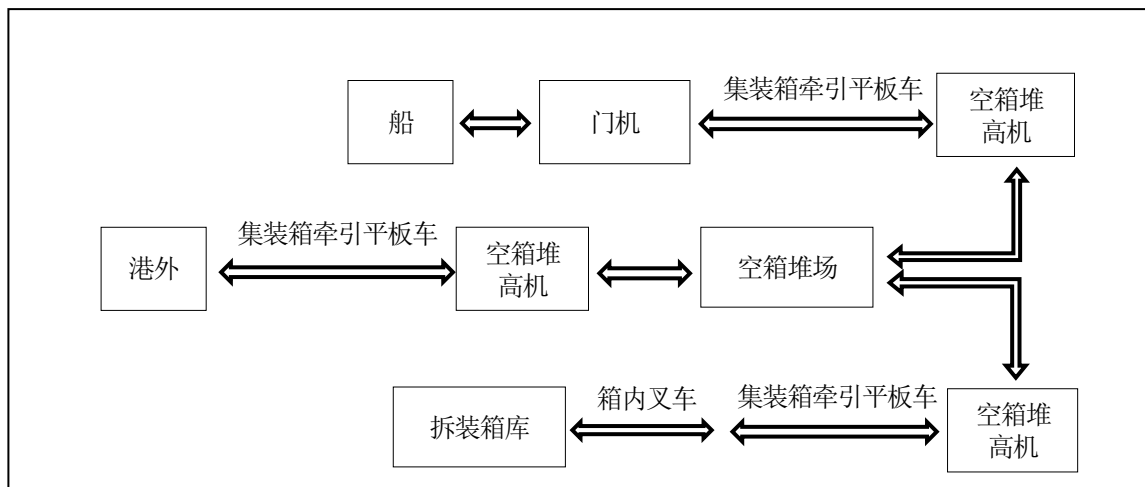 集装箱牵引平板车
船
门机
空箱堆
高机
集装箱牵引平板车
港外
空箱堆
高机
空箱堆场
箱内叉车
集装箱牵引平板车
拆装箱库
空箱堆
高机